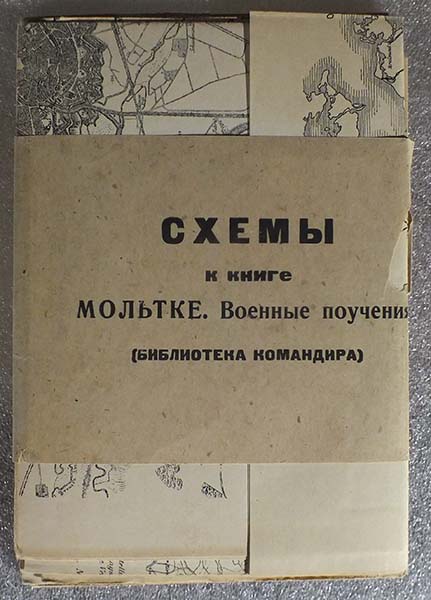 СХЕМЫ
к книге
МОЛЬТКЕ. Военные поучения
(БИБЛИОТЕКА КОМАНДИРА)